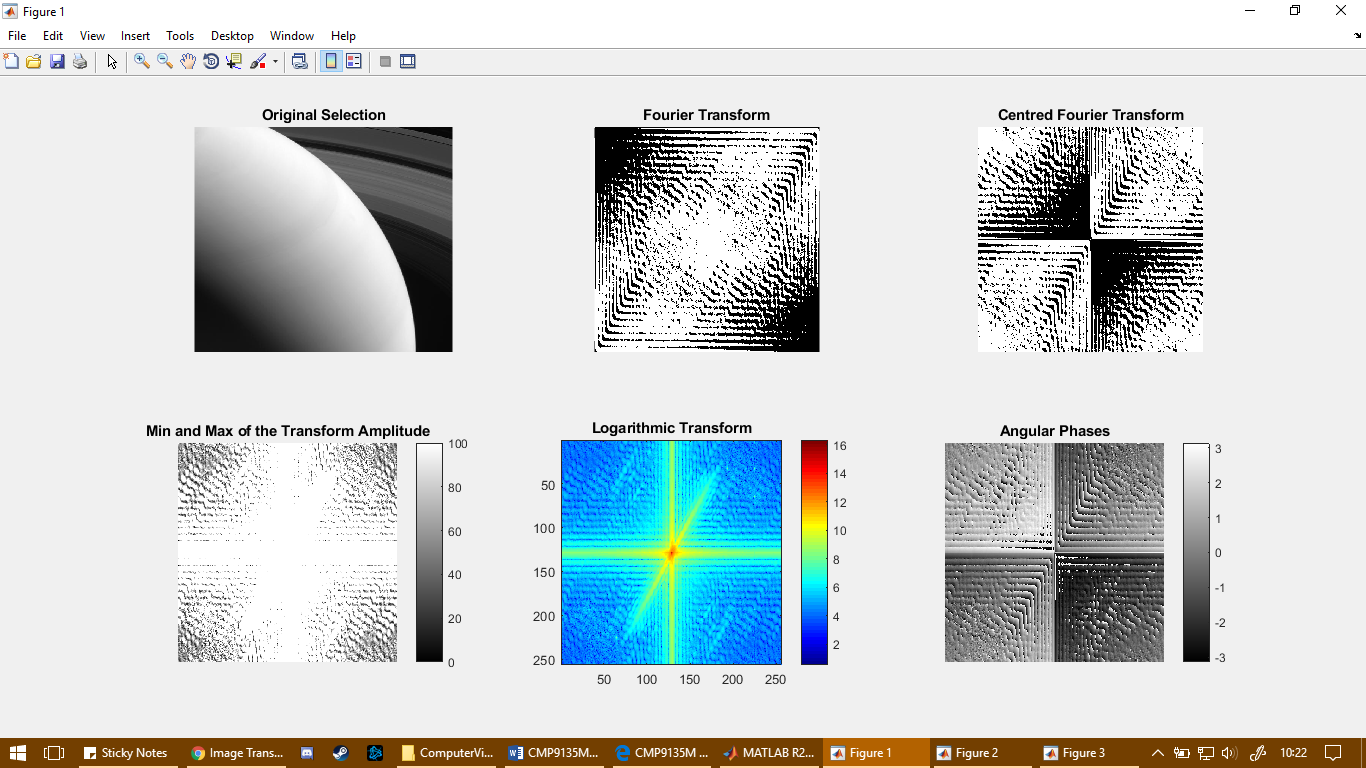 Figure 1
File Edit View Insert Tools Desktop Window Help
Original Selection
Fourier Transform
Centred Fourier Transform
Min and Max of the Transform Amplitude
100
80
60
40
20
0
Logarithmic Transform
50
100
150
200
250
50 100 150 200 250
16
14
12
10
8
6
4
2
Angular Phases
3
2
1
0
-1
-2
-3
Sticky Notes Image Trans... ComputerVi... CMP9135M... CMP9135M ... MATLAB R2... Figure 1 Figure 2 Figure 3 10:22